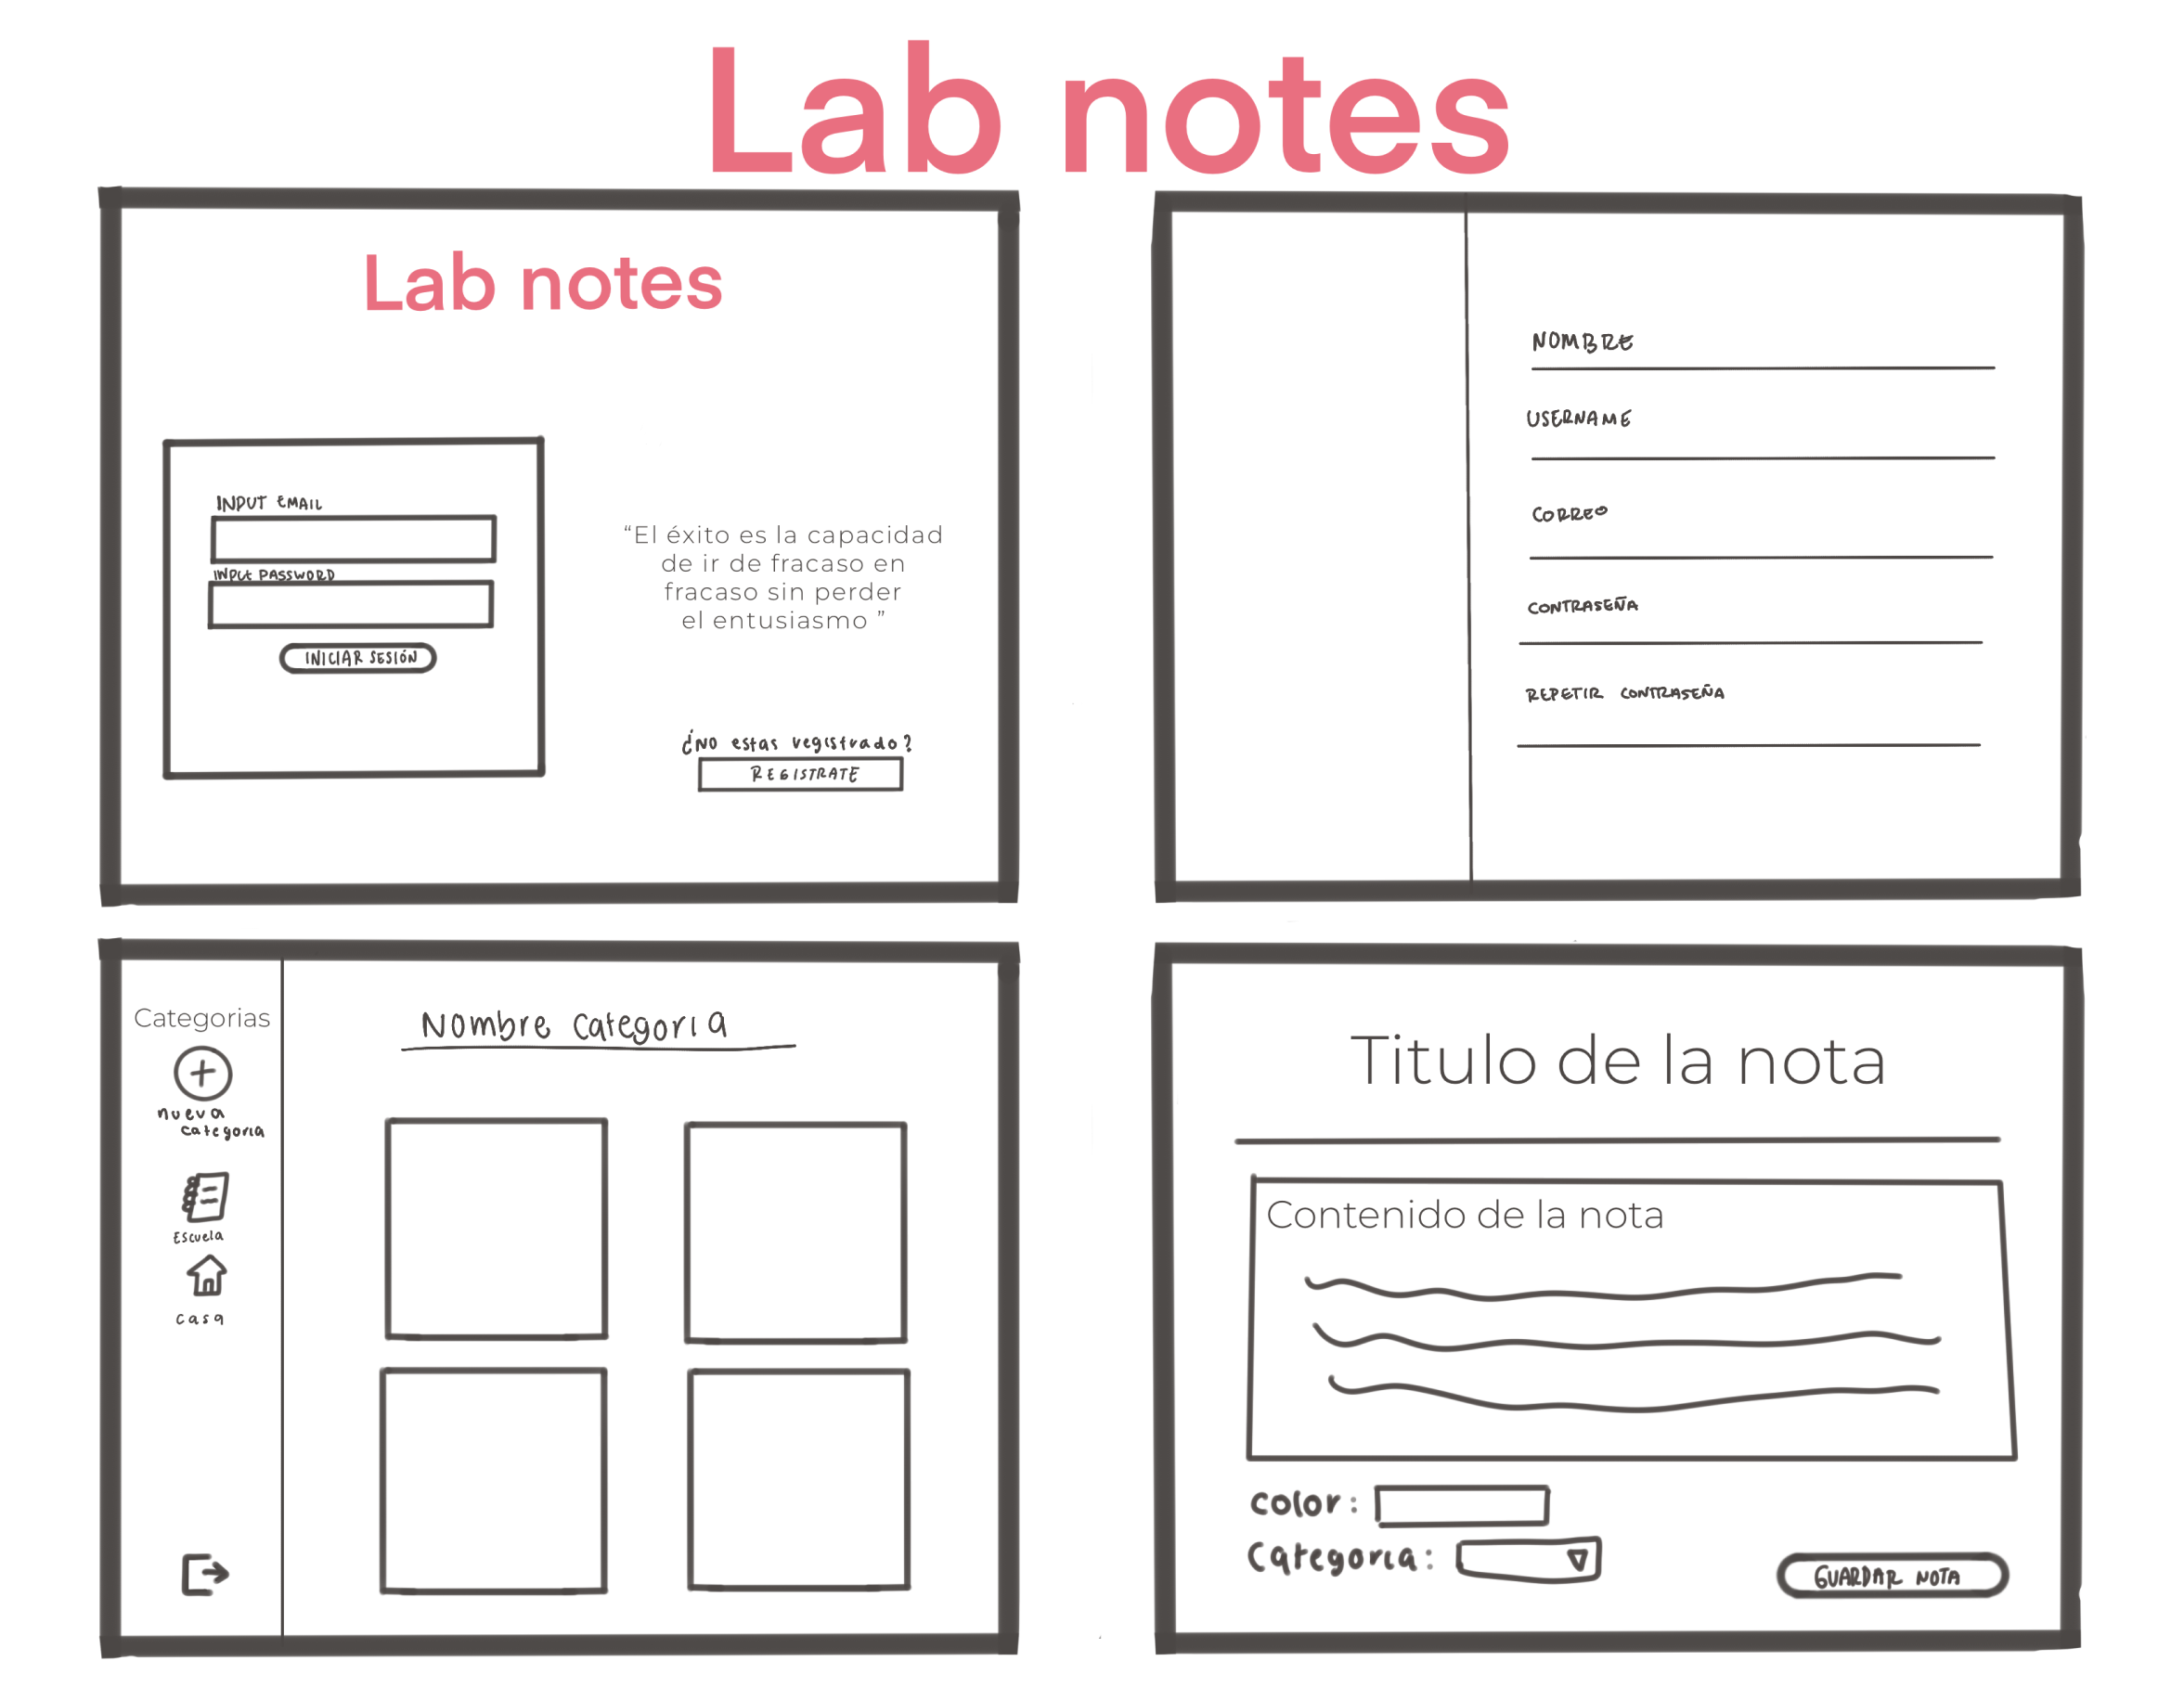 Lab notes
Lab notes
INPUT EMAIL
INPUT PASSWORD
INICIAR SESIÓN
“El éxito es la capacidad
de ir de fracaso en
fracaso sin perder
el entusiasmo ”
¿NO estas registrado?
REGISTRATE
NOMBRE
USERNAME
CORREO
CONTRASEÑA
REPETIR CONTRASEÑA
Categorias
nueva
categoria
Escuela
casa
Nombre categoria
Titulo de la nota
Contenido de la nota
color:
Categoria:
GUARDAR NOTA